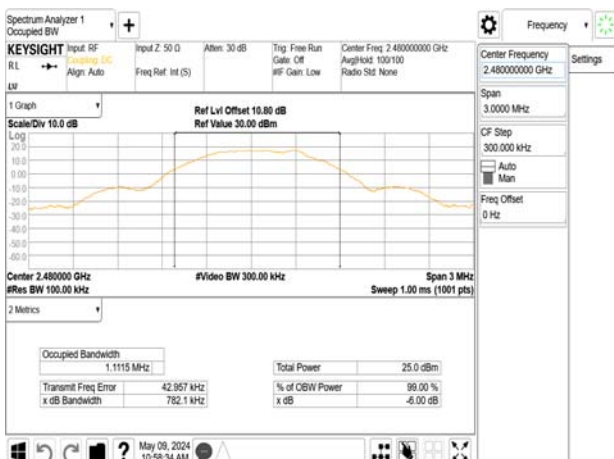 Spectrum Analyzer 1
Occupied BW
Frequency
KEYSIGHT
Input: RF
Coupling: DC
Align: Auto
Input Z: 50 Ω
Freq Ref: Int (S)
Atten: 30 dB
Trig: Free Run
Gate: Off
#IF Gain: Low
Center Freq: 2.480000000 GHz
Avg|Hold: 100/100
Radio Std: None
RL
Center Frequency
2.480000000 GHz
Settings
Span
3.0000 MHz
CF Step
300.000 kHz
Auto
Man
Freq Offset
0 Hz
1 Graph
Scale/Div 10.0 dB
Ref Lvl Offset 10.80 dB
Ref Value 30.00 dBm
Log
20.0
10.0
0.00
-10.0
-20.0
-30.0
-40.0
-50.0
-60.0
Center 2.480000 GHz
#Res BW 100.00 kHz
#Video BW 300.00 kHz
Span 3 MHz
Sweep 1.00 ms (1001 pts)
2 Metrics
Occupied Bandwidth
1.1115 MHz
Total Power 25.0 dBm
Transmit Freq Error 42.957 kHz
% of OBW Power 99.00 %
x dB Bandwidth 782.1 kHz
x dB -6.00 dB
?
May 09, 2024
10:58:34 AM